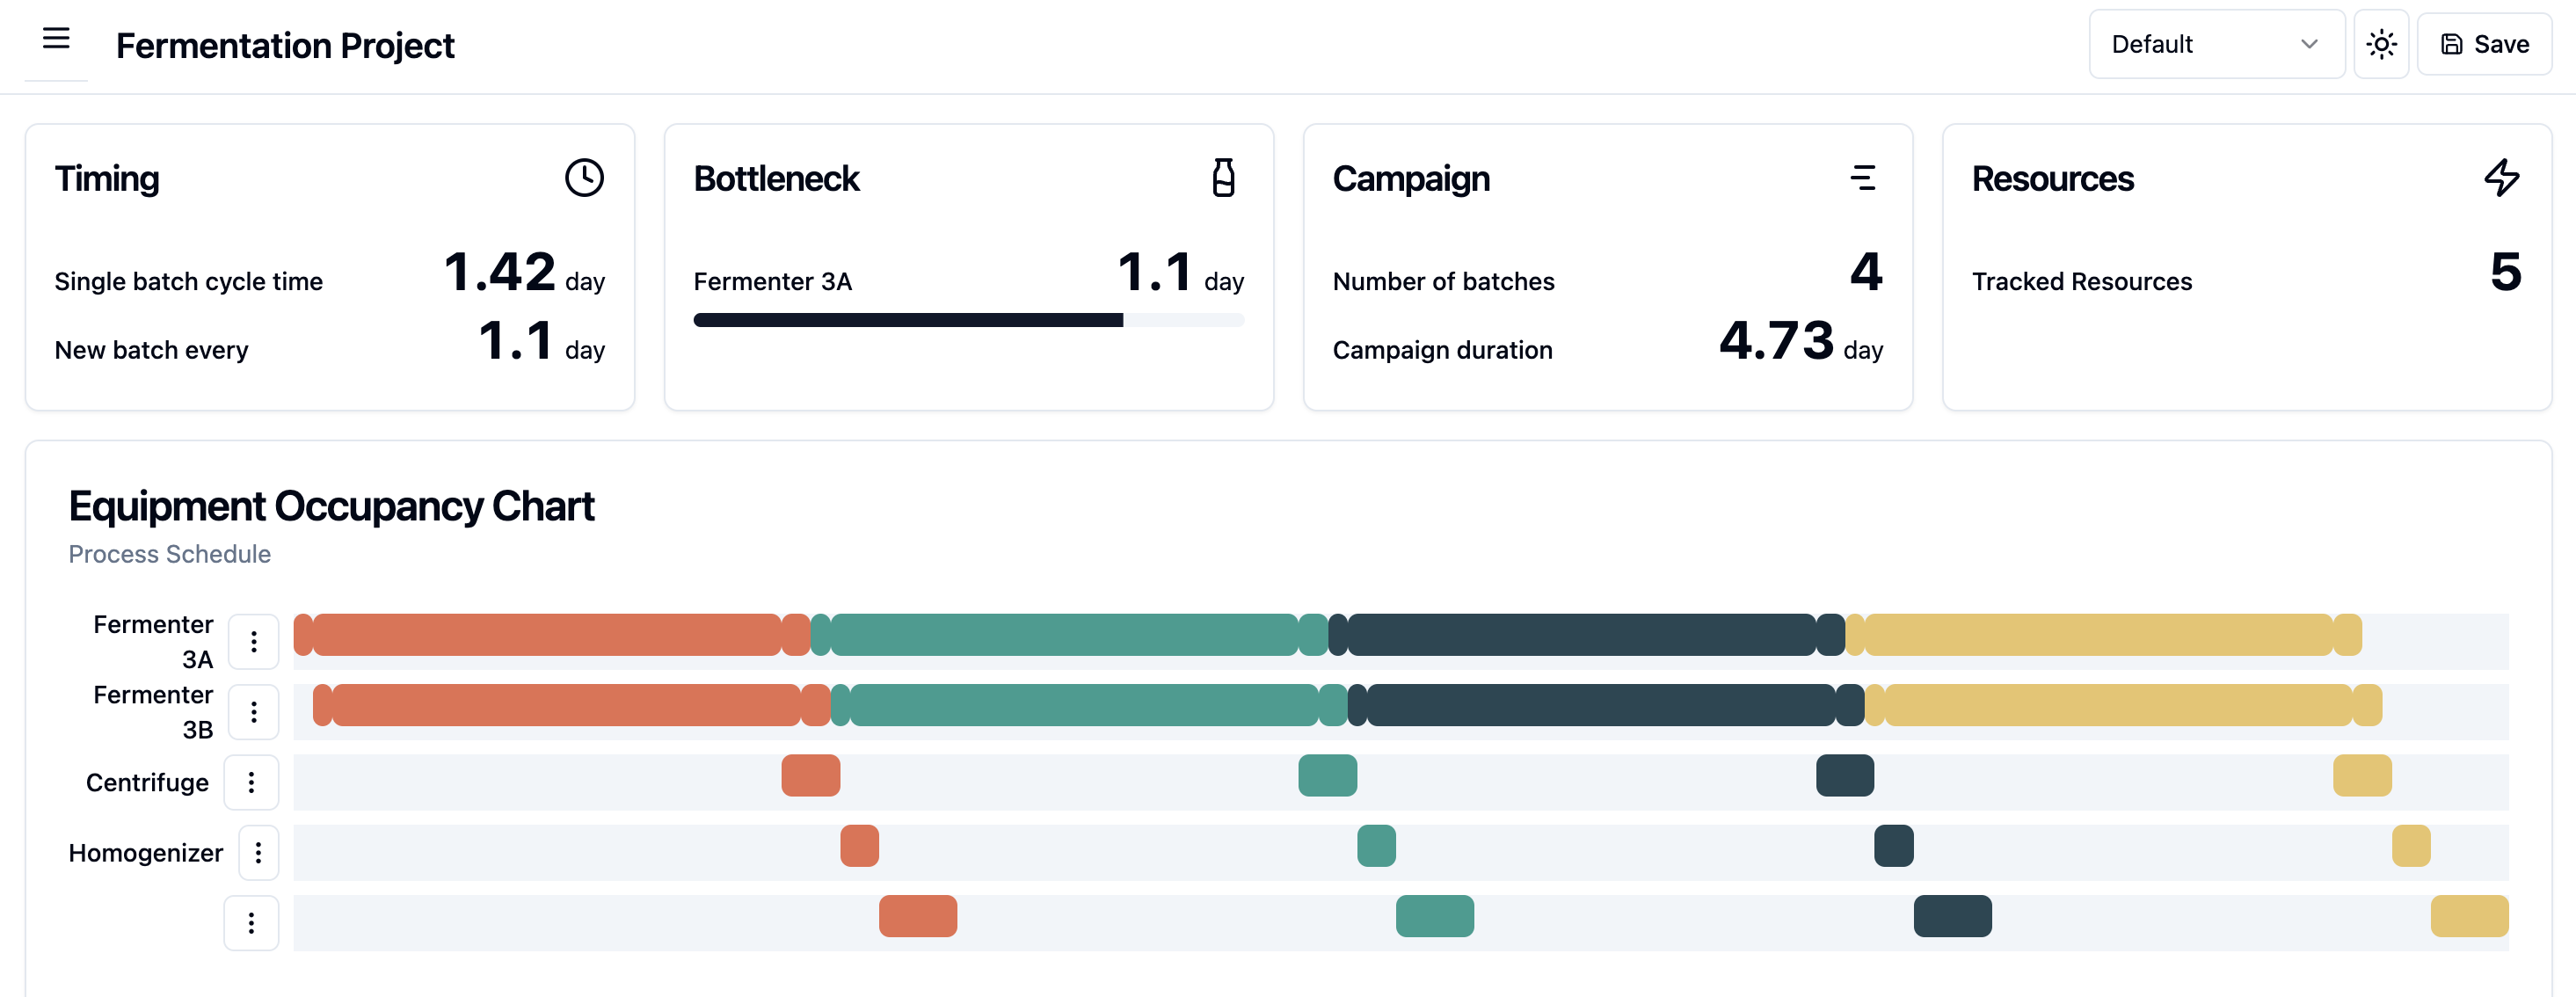 Fermentation Project
Default
Save
Timing
Single batch cycle time 1.42 day
New batch every 1.1 day
Bottleneck
Fermenter 3A 1.1 day
Campaign
Number of batches 4
Campaign duration 4.73 day
Resources
Tracked Resources 5
Equipment Occupancy Chart
Process Schedule
Fermenter
3A
Fermenter
3B
Centrifuge
Homogenizer